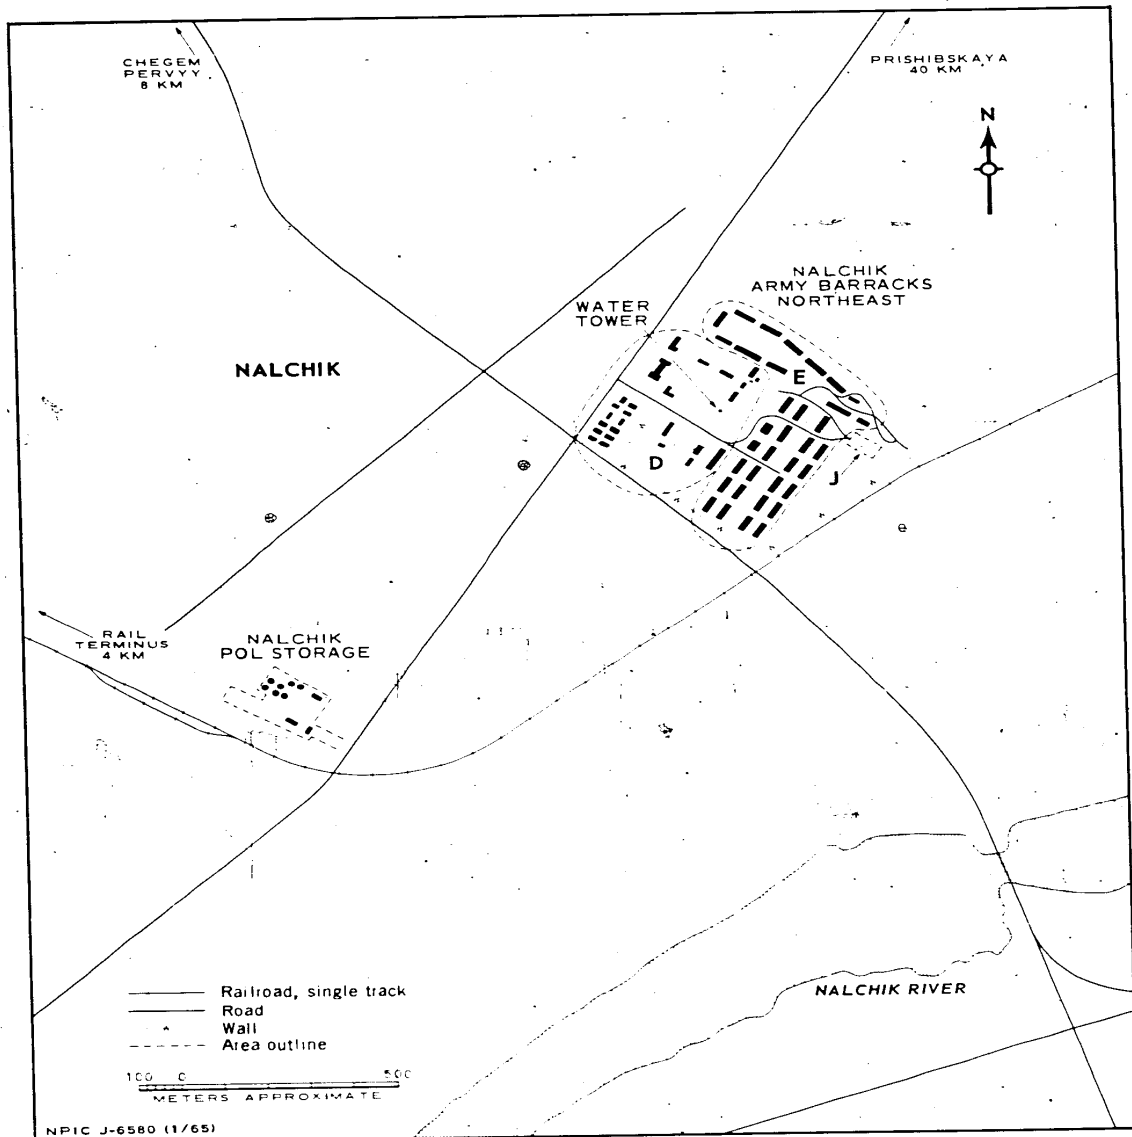 CHEGEM
PERVYY
8 KM
PRISHIBSKAYA
40 KM
N
NALCHIK
ARMY BARRACKS
NORTHEAST
WATER
TOWER
NALCHIK
E
D
J
RAIL
TERMINUS
4 KM
NALCHIK
POL STORAGE
Railroad, single track
Road
Wall
Area outline
NALCHIK RIVER
100 0 500
METERS APPROXIMATE
NPIC J-6580 (1/65)